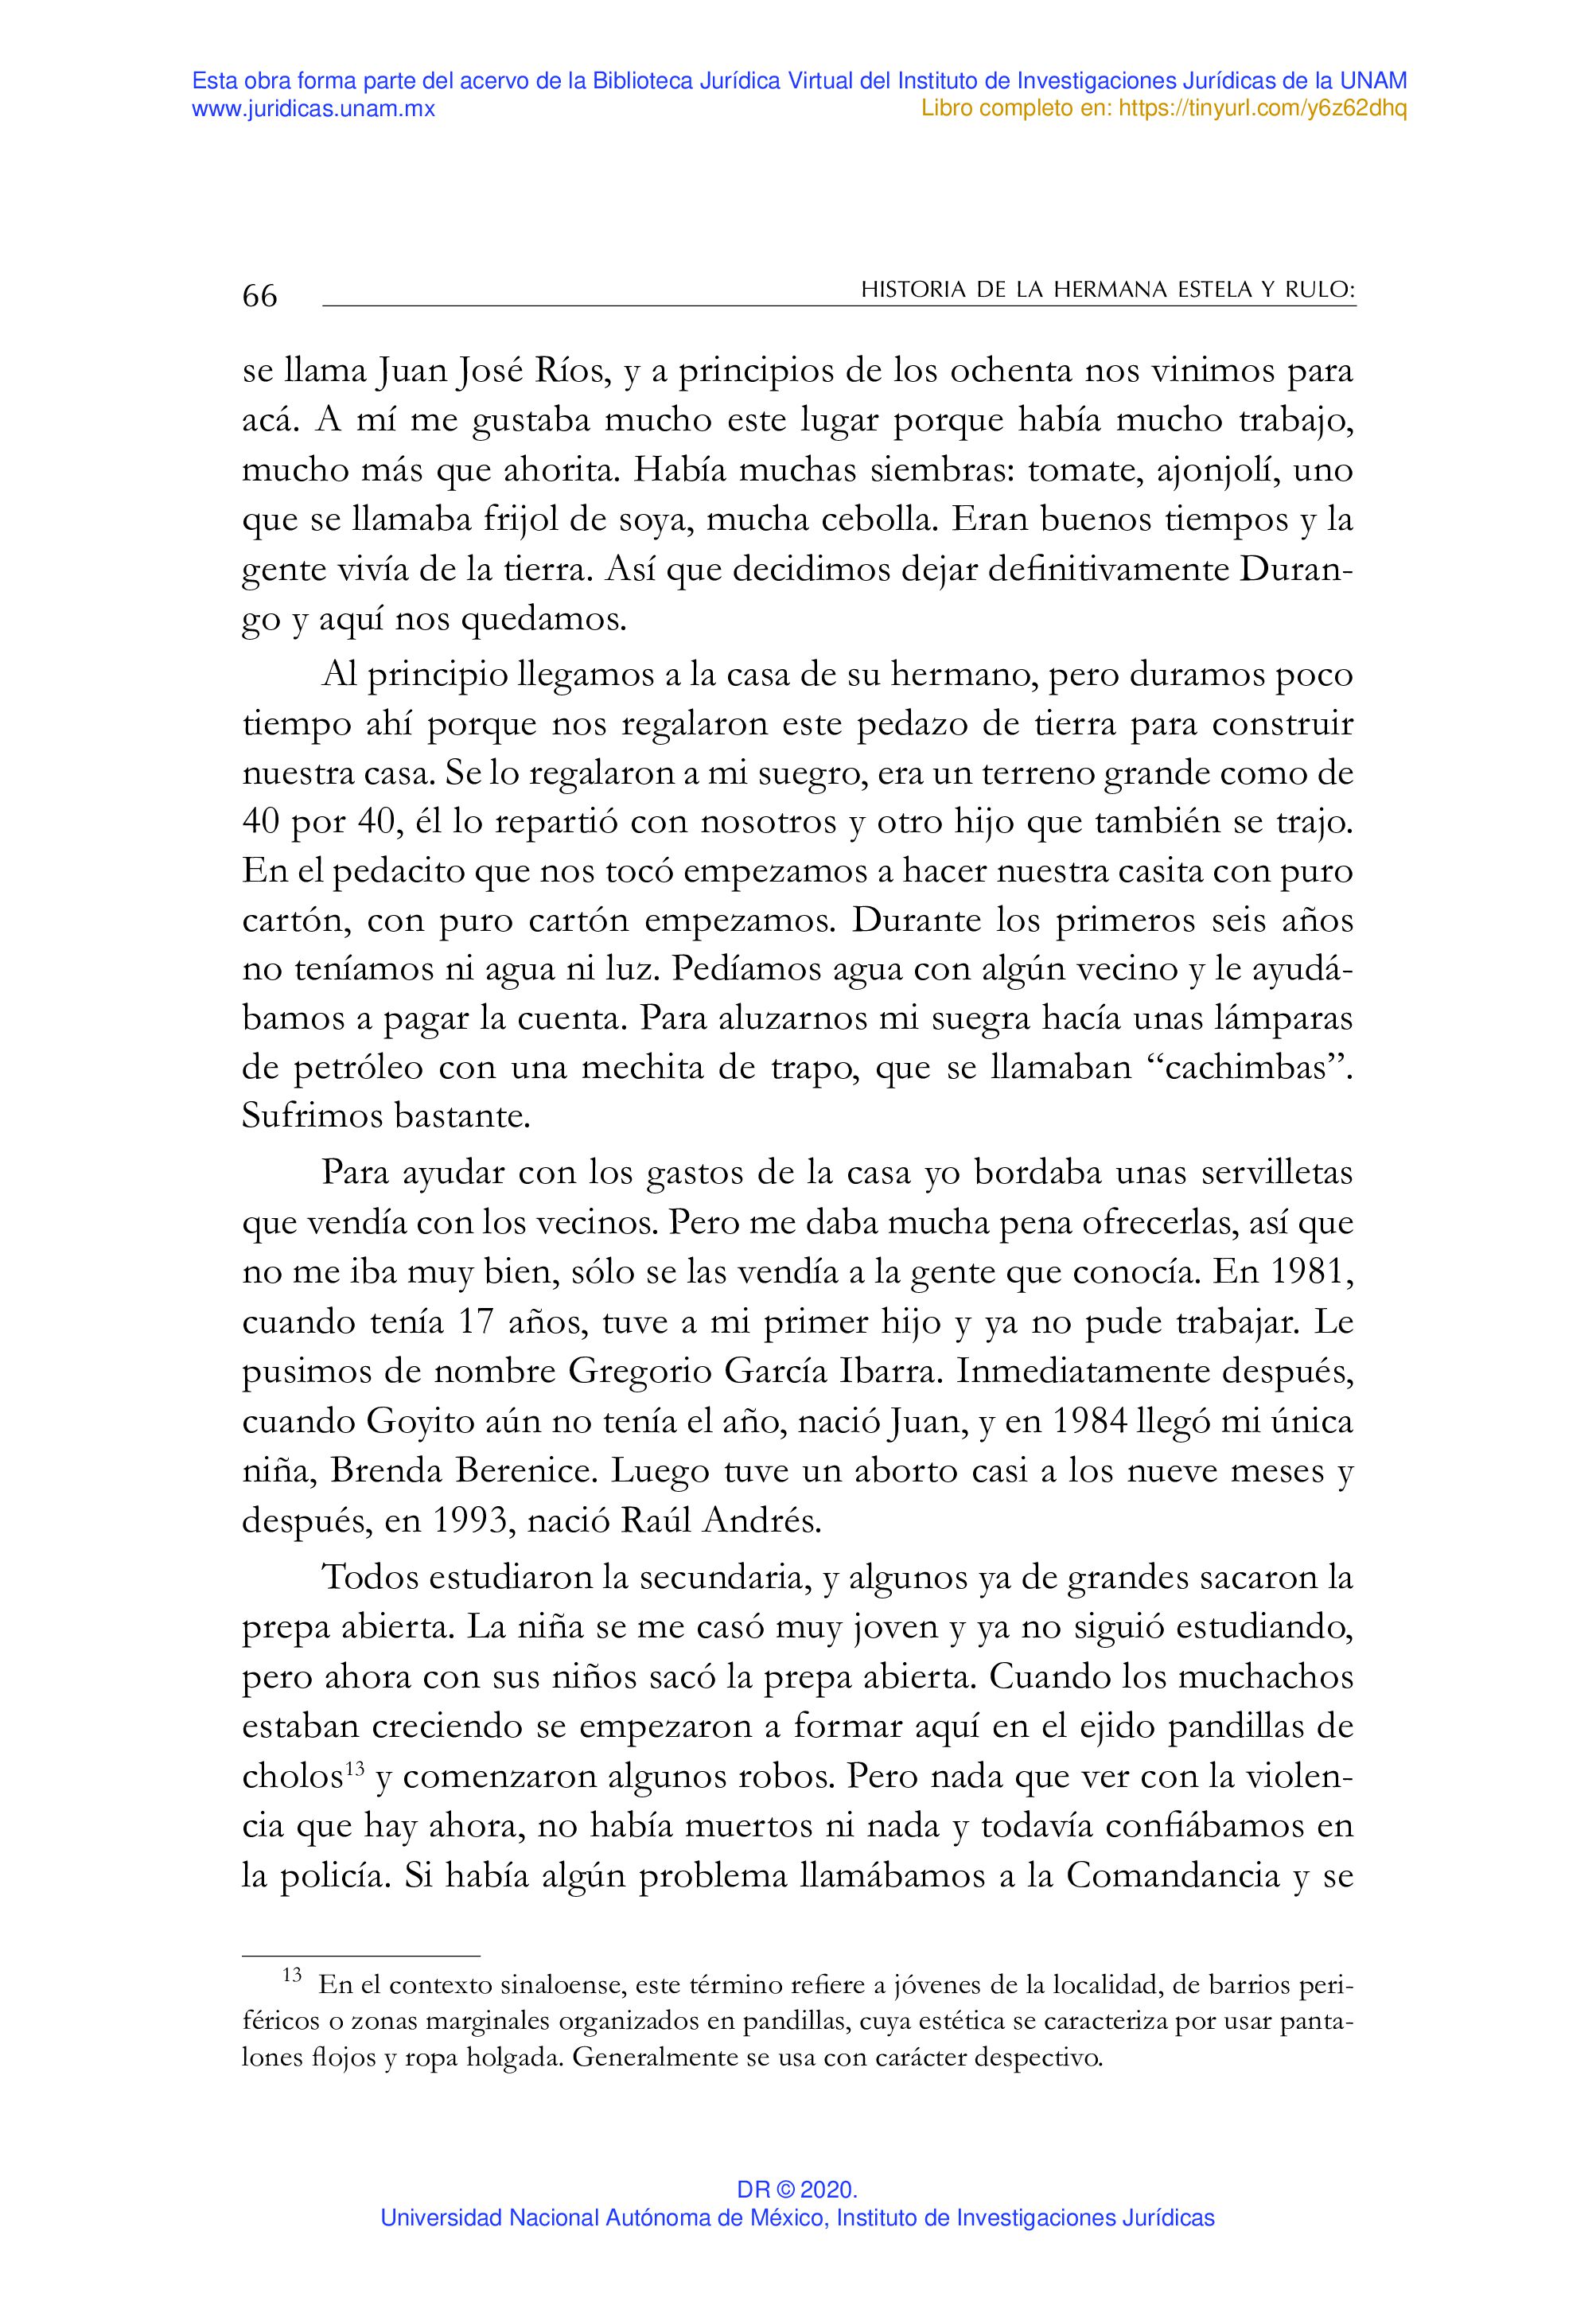 Esta obra forma parte del acervo de la Biblioteca Jurídica Virtual del Instituto de Investigaciones Jurídicas de la UNAM
www.juridicas.unam.mx
Libro completo en: https://tinyurl.com/y6z62dhq
66
HISTORIA DE LA HERMANA ESTELA Y RULO:
se llama Juan José Ríos, y a principios de los ochenta nos vinimos para
acá. A mí me gustaba mucho este lugar porque había mucho trabajo,
mucho más que ahorita. Había muchas siembras: tomate, ajonjolí, uno
que se llamaba frijol de soya, mucha cebolla. Eran buenos tiempos y la
gente vivía de la tierra. Así que decidimos dejar definitivamente Duran-
go y aquí nos quedamos.
Al principio llegamos a la casa de su hermano, pero duramos poco
tiempo ahí porque nos regalaron este pedazo de tierra para construir
nuestra casa. Se lo regalaron a mi suegro, era un terreno grande como de
40 por 40, él lo repartió con nosotros y otro hijo que también se trajo.
En el pedacito que nos tocó empezamos a hacer nuestra casita con puro
cartón, con puro cartón empezamos. Durante los primeros seis años
no teníamos ni agua ni luz. Pedíamos agua con algún vecino y le ayudá-
bamos a pagar la cuenta. Para aluzarnos mi suegra hacía unas lámparas
de petróleo con una mechita de trapo, que se llamaban “cachimbas”.
Sufrimos bastante.
Para ayudar con los gastos de la casa yo bordaba unas servilletas
que vendía con los vecinos. Pero me daba mucha pena ofrecerlas, así que
no me iba muy bien, sólo se las vendía a la gente que conocía. En 1981,
cuando tenía 17 años, tuve a mi primer hijo y ya no pude trabajar. Le
pusimos de nombre Gregorio García Ibarra. Inmediatamente después,
cuando Goyito aún no tenía el año, nació Juan, y en 1984 llegó mi única
niña, Brenda Berenice. Luego tuve un aborto casi a los nueve meses y
después, en 1993, nació Raúl Andrés.
Todos estudiaron la secundaria, y algunos ya de grandes sacaron la
prepa abierta. La niña se me casó muy joven y ya no siguió estudiando,
pero ahora con sus niños sacó la prepa abierta. Cuando los muchachos
estaban creciendo se empezaron a formar aquí en el ejido pandillas de
cholos13 y comenzaron algunos robos. Pero nada que ver con la violen-
cia que hay ahora, no había muertos ni nada y todavía confiábamos en
la policía. Si había algún problema llamábamos a la Comandancia y se
13 En el contexto sinaloense, este término refiere a jóvenes de la localidad, de barrios peri-
féricos o zonas marginales organizados en pandillas, cuya estética se caracteriza por usar panta-
lones flojos y ropa holgada. Generalmente se usa con carácter despectivo.
DR © 2020.
Universidad Nacional Autónoma de México, Instituto de Investigaciones Jurídicas